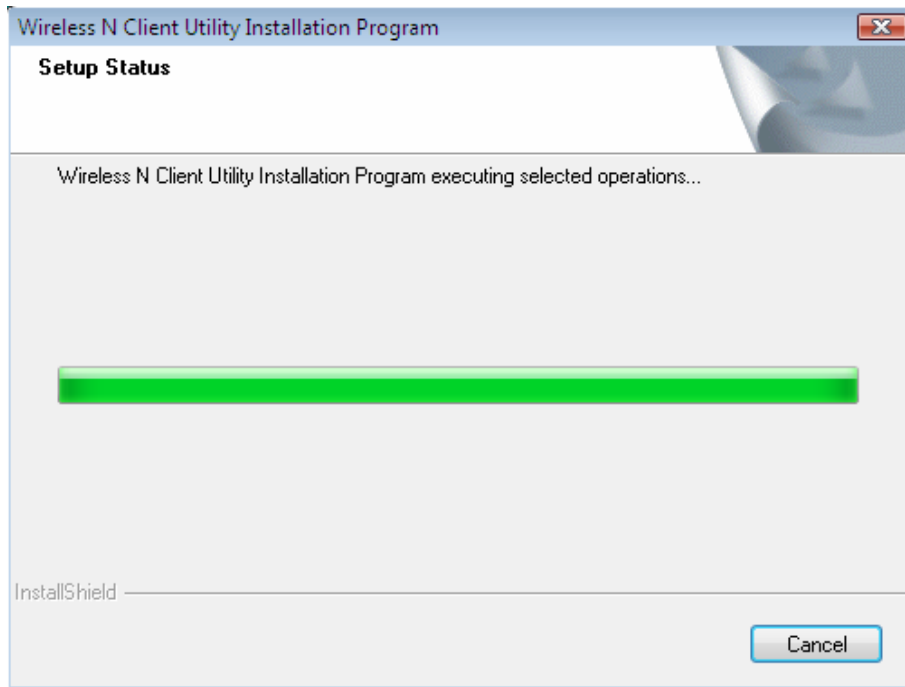 Wireless N Client Utility Installation Program
Setup Status
Wireless N Client Utility Installation Program executing selected operations...
InstallShield
Cancel